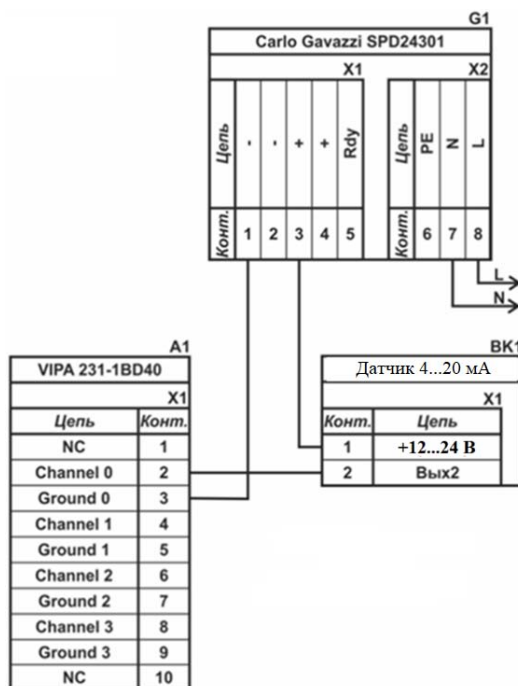 G1
Carlo Gavazzi SPD24301
X1
X2
Цепь - - + + Rdy
Цепь PE N L
Конт. 1 2 3 4 5
Конт. 6 7 8
L
N
A1
VIPA 231-1BD40
X1
Цепь Конт.
NC 1
Channel 0 2
Ground 0 3
Channel 1 4
Ground 1 5
Channel 2 6
Ground 2 7
Channel 3 8
Ground 3 9
NC 10
BK1
Датчик 4...20 мА
X1
Конт. Цепь
1 +12...24 В
2 Вых2